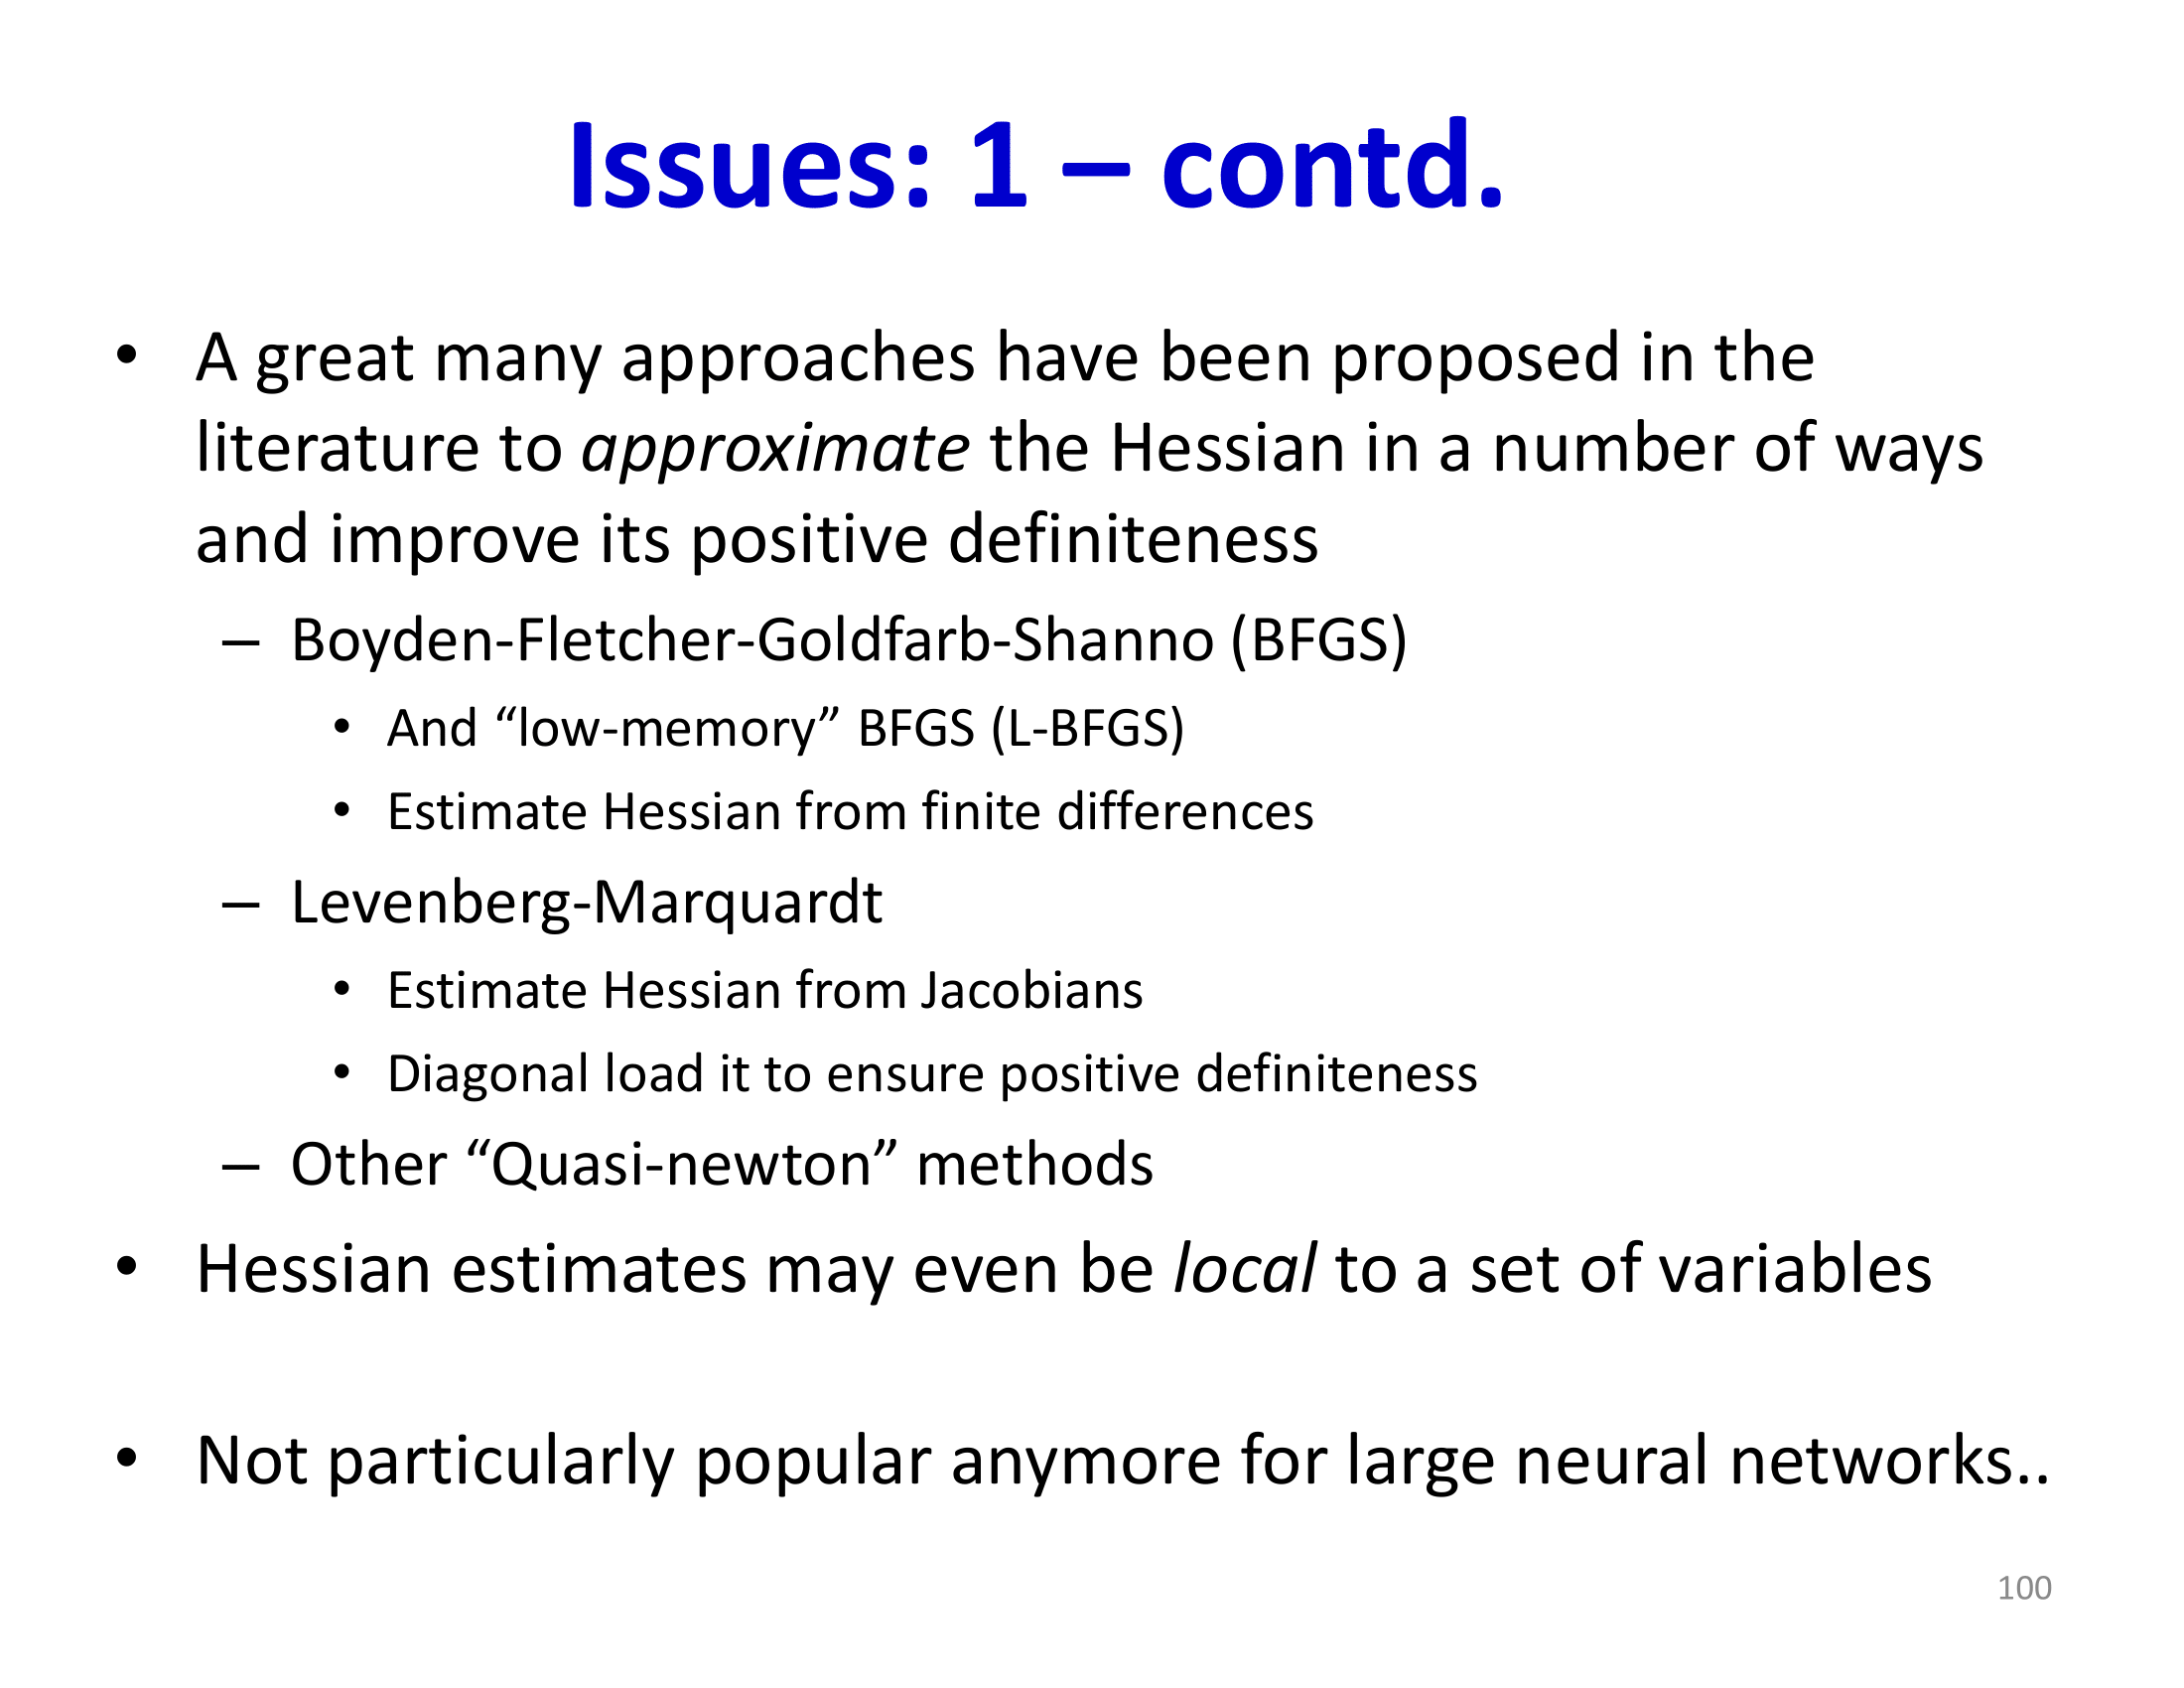 Issues: 1 – contd.
• A great many approaches have been proposed in the
literature to approximate the Hessian in a number of ways
and improve its positive definiteness
– Boyden-Fletcher-Goldfarb-Shanno (BFGS)
• And “low-memory” BFGS (L-BFGS)
• Estimate Hessian from finite differences
– Levenberg-Marquardt
• Estimate Hessian from Jacobians
• Diagonal load it to ensure positive definiteness
– Other “Quasi-newton” methods
• Hessian estimates may even be local to a set of variables
• Not particularly popular anymore for large neural networks..
100